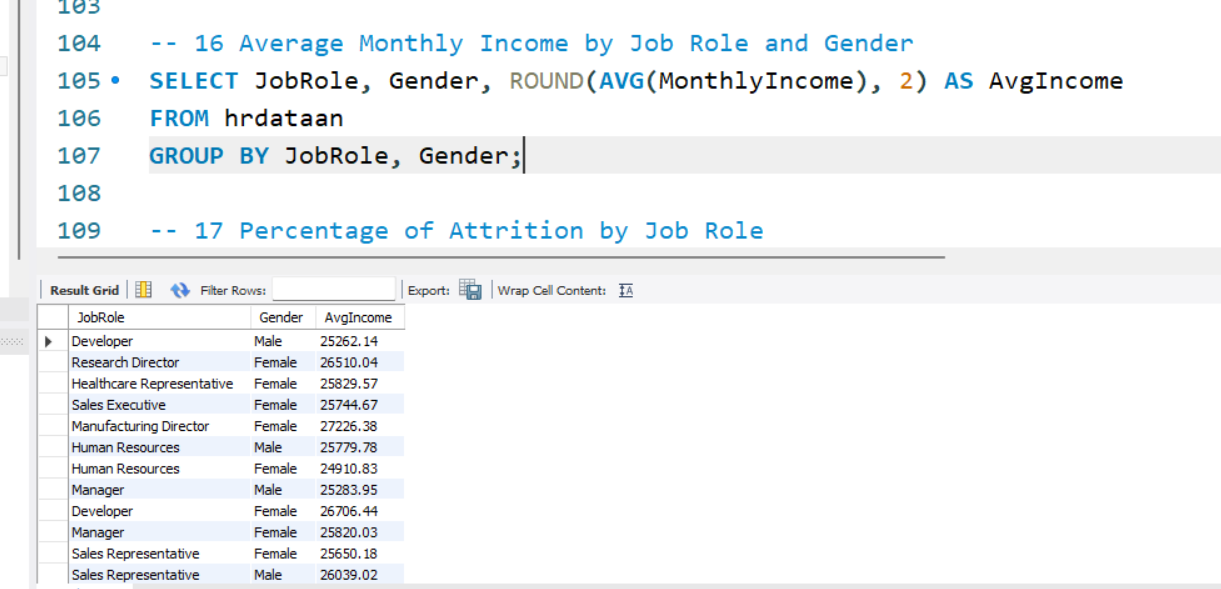 103
104 -- 16 Average Monthly Income by Job Role and Gender
105 SELECT JobRole, Gender, ROUND(AVG(MonthlyIncome), 2) AS AvgIncome
106 FROM hrdataan
107 GROUP BY JobRole, Gender;
108
109 -- 17 Percentage of Attrition by Job Role
Result Grid Filter Rows: Export: Wrap Cell Content: IA
JobRole Gender AvgIncome
Developer Male 25262.14
Research Director Female 26510.04
Healthcare Representative Female 25829.57
Sales Executive Female 25744.67
Manufacturing Director Female 27226.38
Human Resources Male 25779.78
Human Resources Female 24910.83
Manager Male 25283.95
Developer Female 26706.44
Manager Female 25820.03
Sales Representative Female 25650.18
Sales Representative Male 26039.02